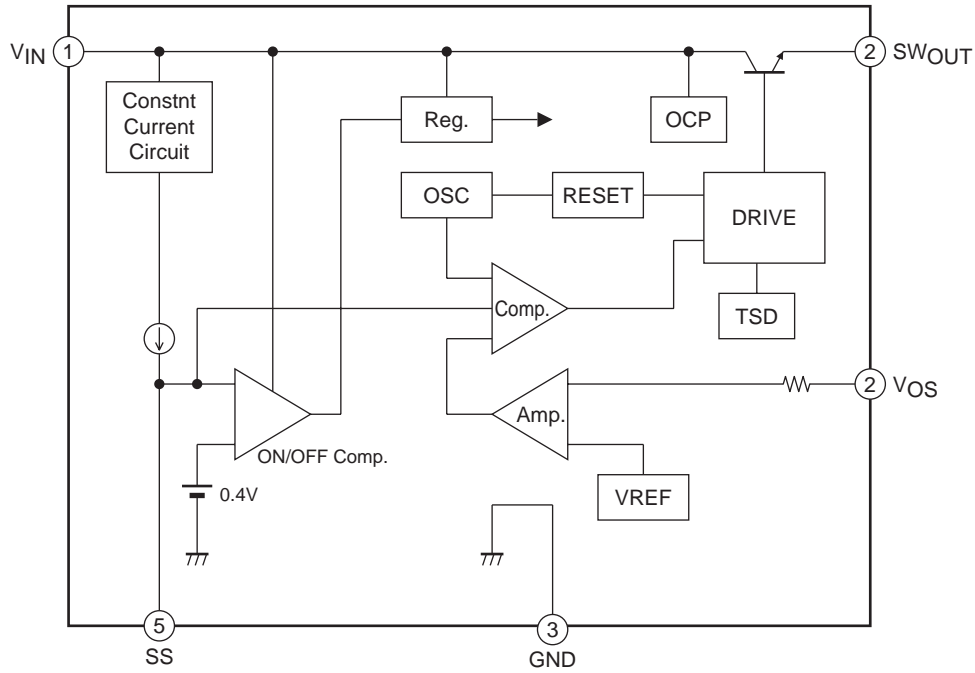 VIN
1
2
SWOUT
Constnt
Current
Circuit
Reg.
OCP
OSC
RESET
DRIVE
Comp.
TSD
Amp.
2
VOS
ON/OFF Comp.
0.4V
VREF
5
SS
3
GND